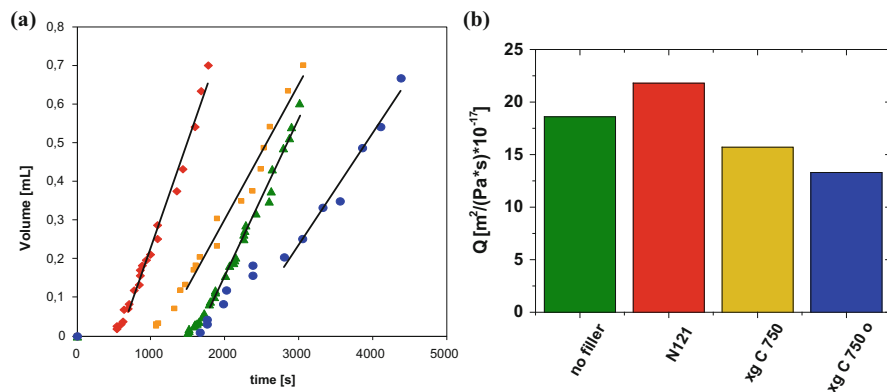 (a)
Volume [mL]
0,8
0,7
0,6
0,5
0,4
0,3
0,2
0,1
0
0 1000 2000 3000 4000 5000
time [s]
(b)
Q [m²/(Pa*s)*10⁻¹⁷]
25
20
15
10
5
0
no filler N121 xg C 750 xg C 750 o